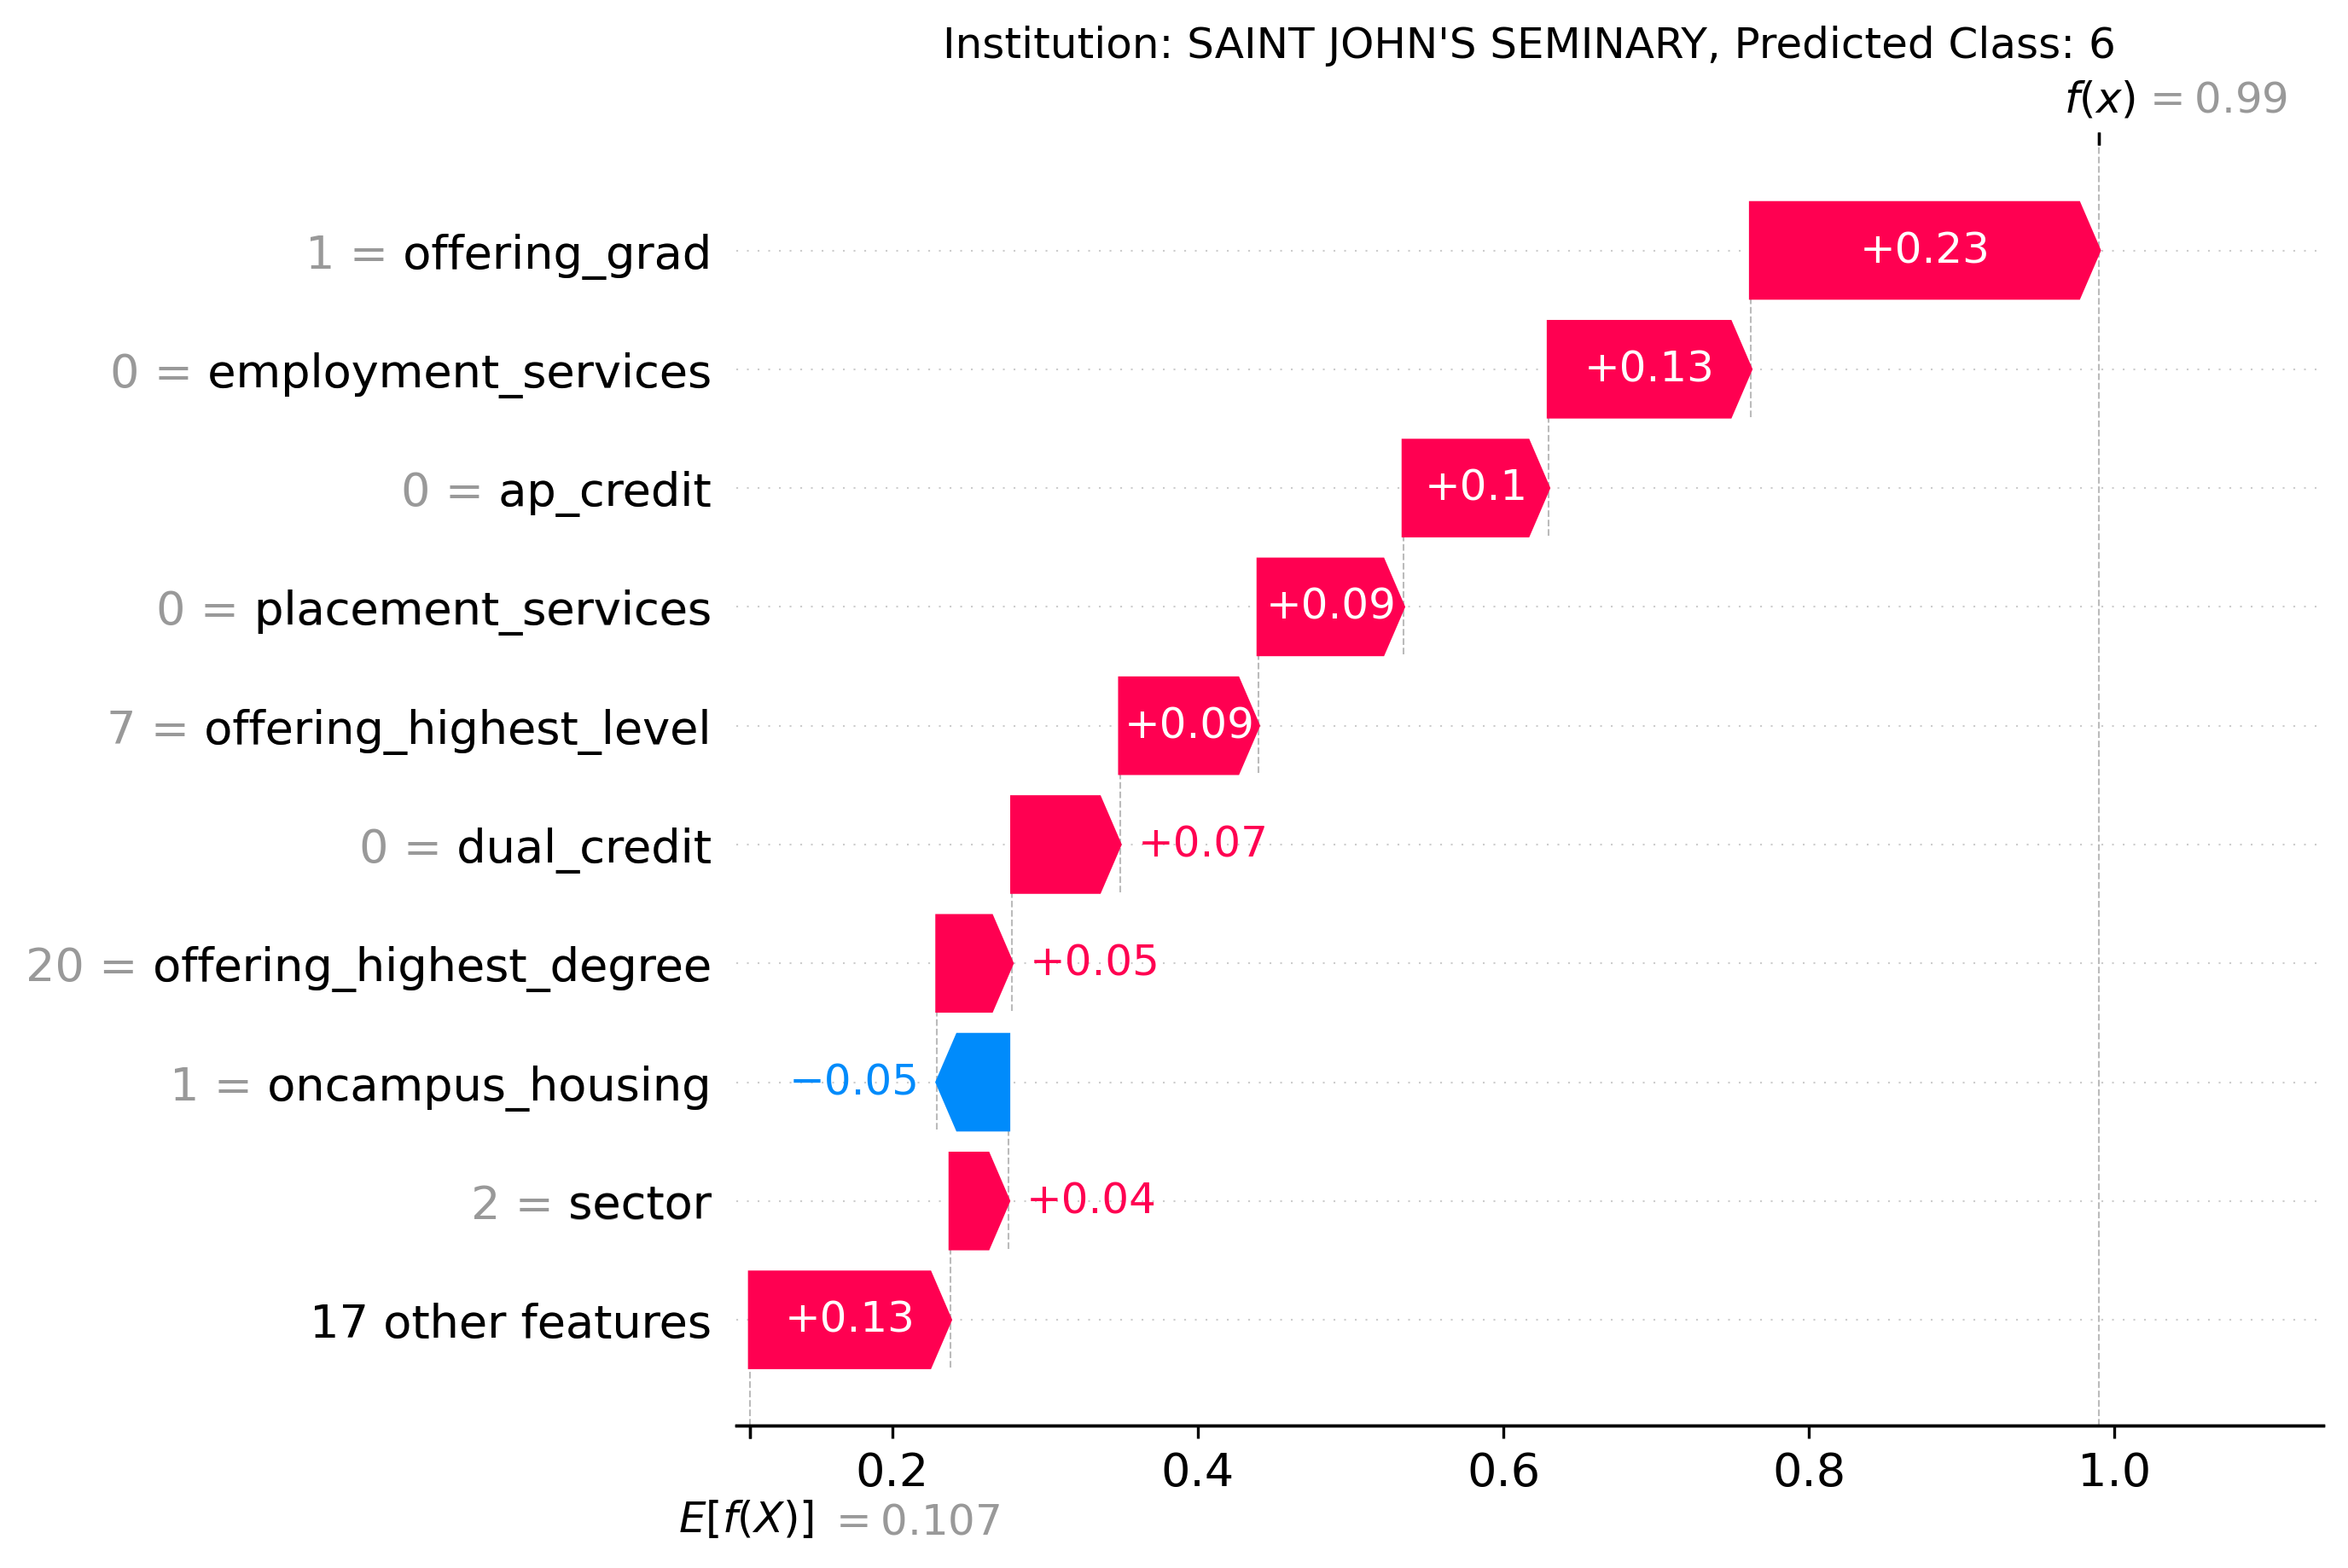 Institution: SAINT JOHN'S SEMINARY, Predicted Class: 6
f(x) = 0.99
1 = offering_grad +0.23
0 = employment_services +0.13
0 = ap_credit +0.1
0 = placement_services +0.09
7 = offering_highest_level +0.09
0 = dual_credit +0.07
20 = offering_highest_degree +0.05
1 = oncampus_housing −0.05
2 = sector +0.04
17 other features +0.13
0.2 0.4 0.6 0.8 1.0
E[f(X)] = 0.107